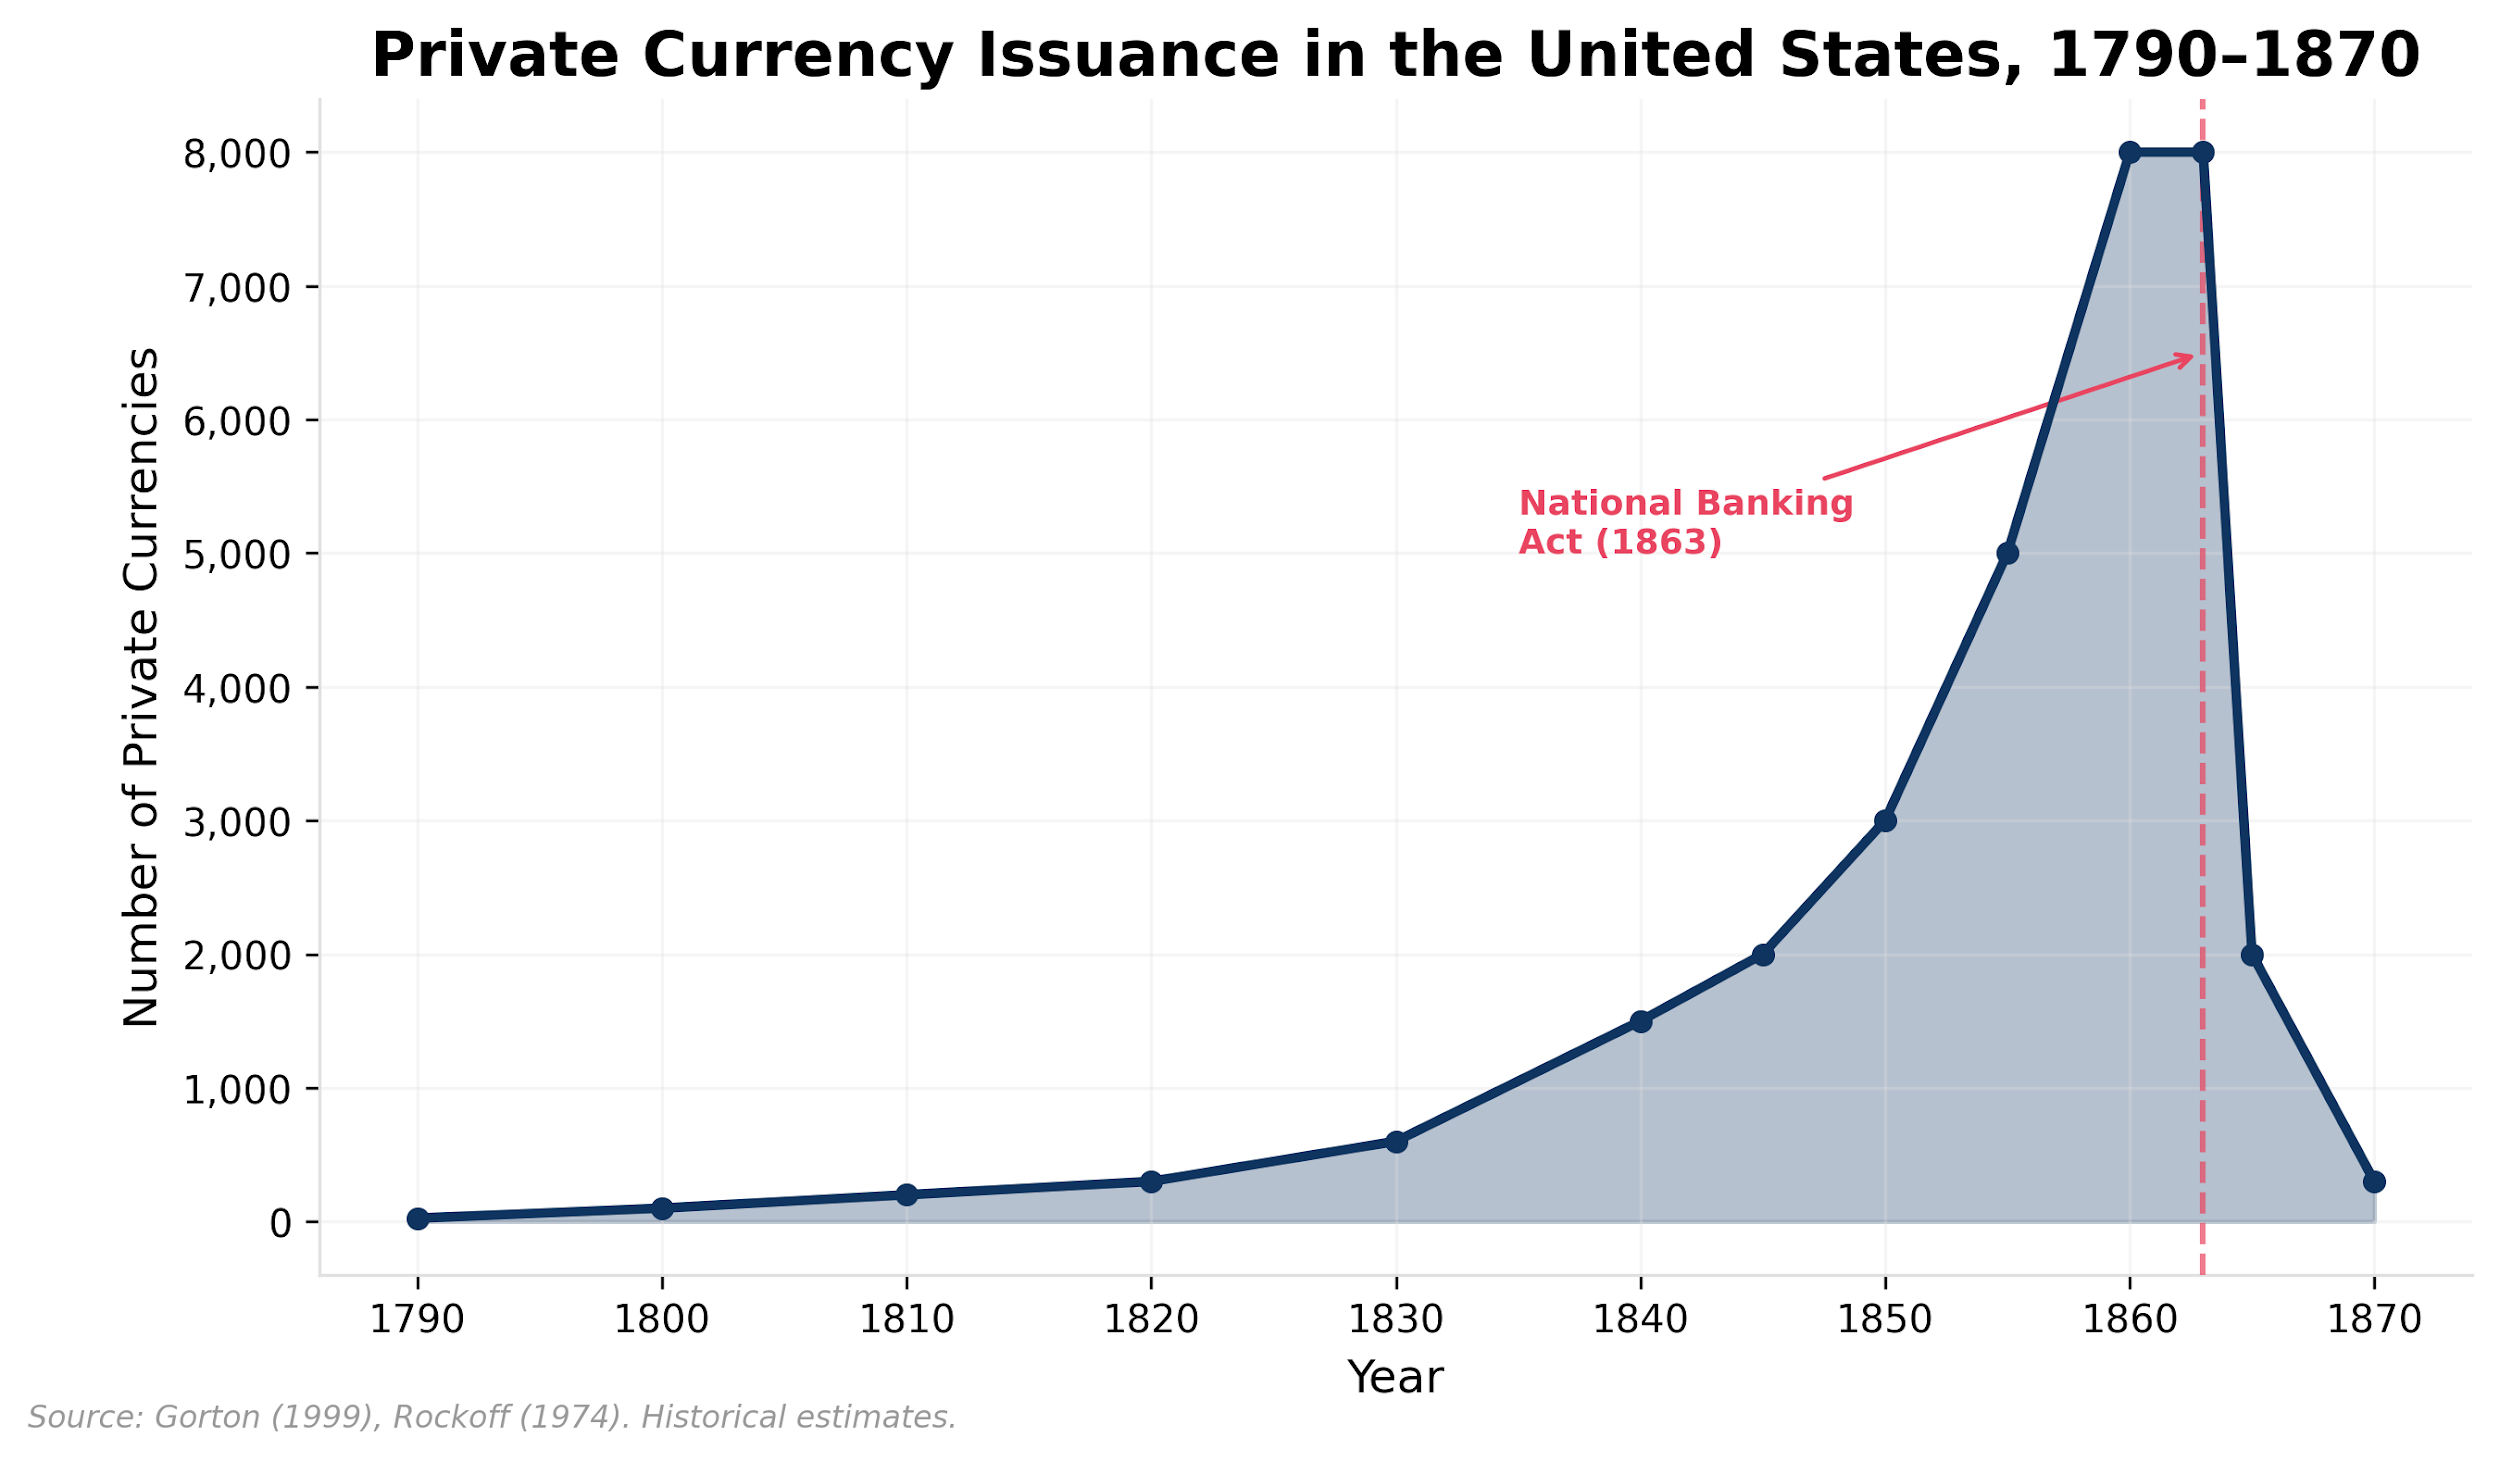 Private Currency Issuance in the United States, 1790–1870
Number of Private Currencies
8,000
7,000
6,000
5,000
4,000
3,000
2,000
1,000
0
National Banking
Act (1863)
1790 1800 1810 1820 1830 1840 1850 1860 1870
Year
Source: Gorton (1999), Rockoff (1974). Historical estimates.